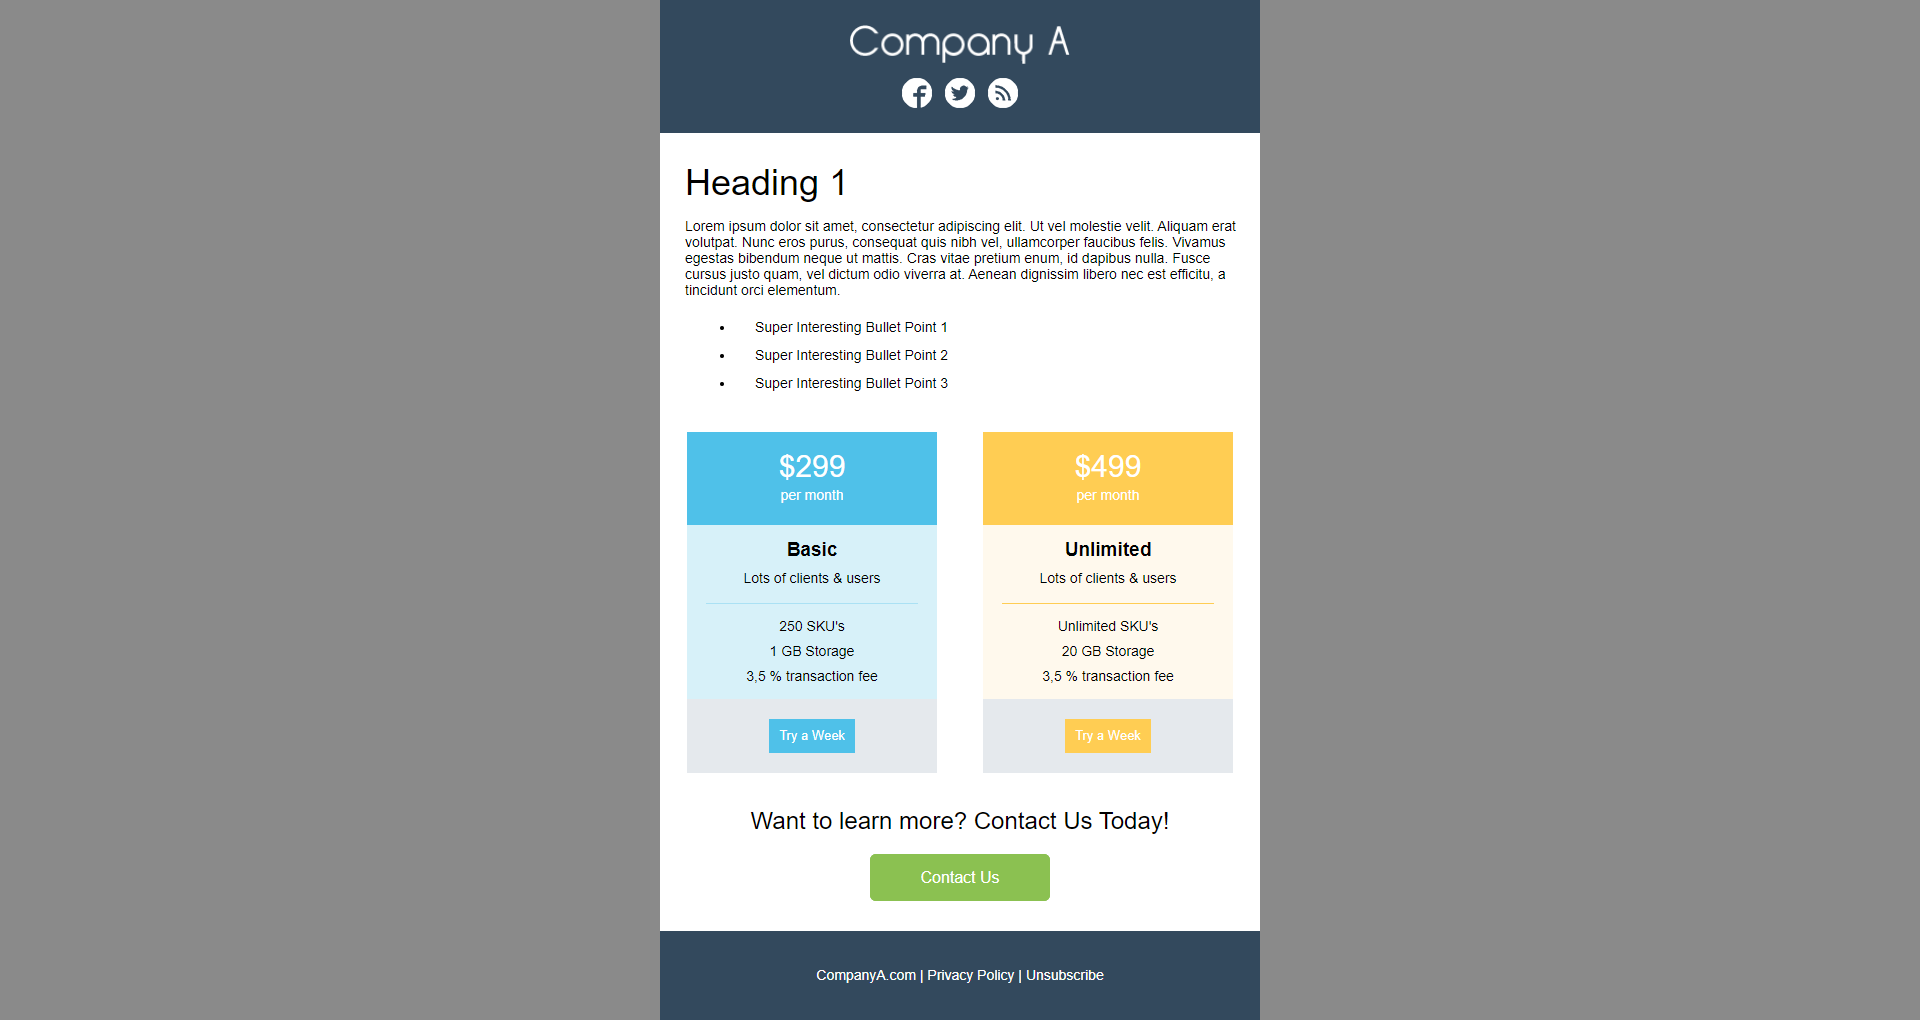 Company A
Heading 1
Lorem ipsum dolor sit amet, consectetur adipiscing elit. Ut vel molestie velit. Aliquam erat
volutpat. Nunc eros purus, consequat quis nibh vel, ullamcorper faucibus felis. Vivamus
egestas bibendum neque ut mattis. Cras vitae pretium enum, id dapibus nulla. Fusce
cursus justo quam, vel dictum odio viverra at. Aenean dignissim libero nec est efficitu, a
tincidunt orci elementum.
• Super Interesting Bullet Point 1
• Super Interesting Bullet Point 2
• Super Interesting Bullet Point 3
$299
per month
Basic
Lots of clients & users
250 SKU's
1 GB Storage
3,5 % transaction fee
Try a Week
$499
per month
Unlimited
Lots of clients & users
Unlimited SKU's
20 GB Storage
3,5 % transaction fee
Try a Week
Want to learn more? Contact Us Today!
Contact Us
CompanyA.com | Privacy Policy | Unsubscribe